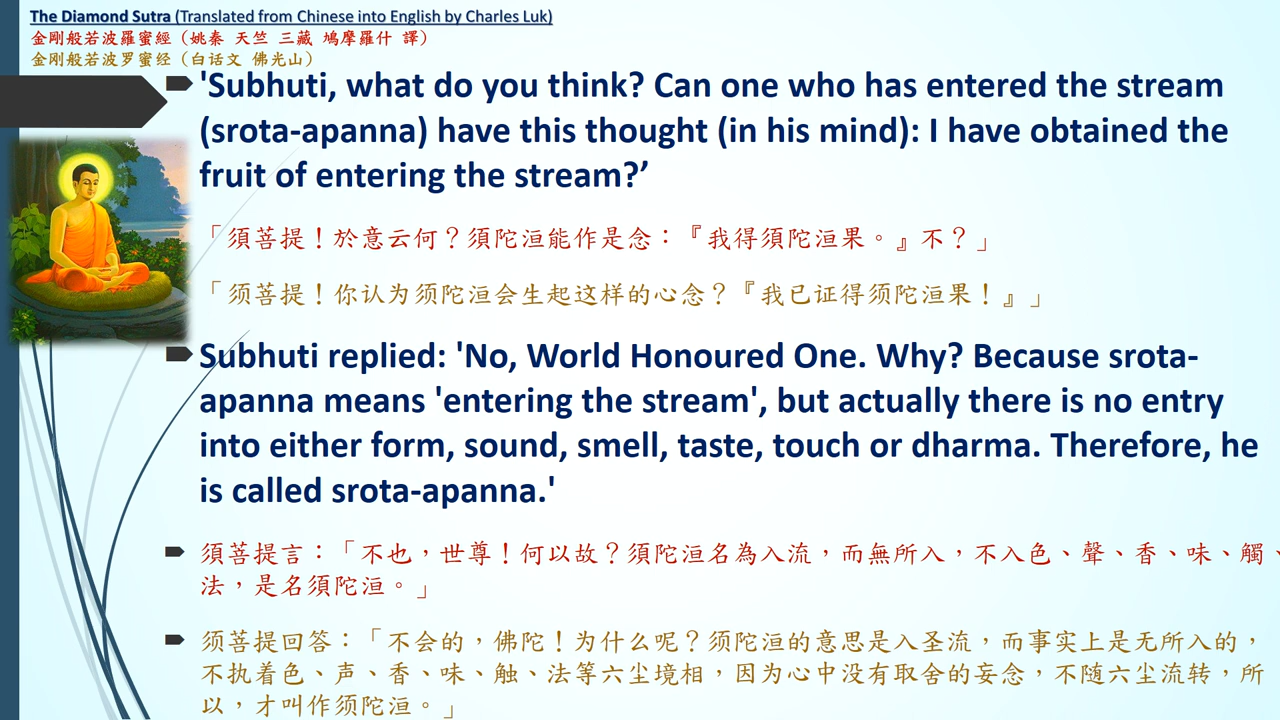 The Diamond Sutra (Translated from Chinese into English by Charles Luk)
金剛般若波羅蜜經（姚秦 天竺 三藏 鳩摩羅什 譯）
金剛般若波罗蜜经（白话文 佛光山）
'Subhuti, what do you think? Can one who has entered the stream
(srota-apanna) have this thought (in his mind): I have obtained the
fruit of entering the stream?’
「須菩提！於意云何？須陀洹能作是念：『我得須陀洹果。』不？」
「须菩提！你认为须陀洹会生起这样的心念？『我已证得须陀洹果！』」
Subhuti replied: 'No, World Honoured One. Why? Because srota-
apanna means 'entering the stream', but actually there is no entry
into either form, sound, smell, taste, touch or dharma. Therefore, he
is called srota-apanna.'
須菩提言：「不也，世尊！何以故？須陀洹名為入流，而無所入，不入色、聲、香、味、觸、
法，是名須陀洹。」
须菩提回答：「不会的，佛陀！为什么呢？须陀洹的意思是入圣流，而事实上是无所入的，
不执着色、声、香、味、触、法等六尘境相，因为心中没有取舍的妄念，不随六尘流转，所
以，才叫作须陀洹。」